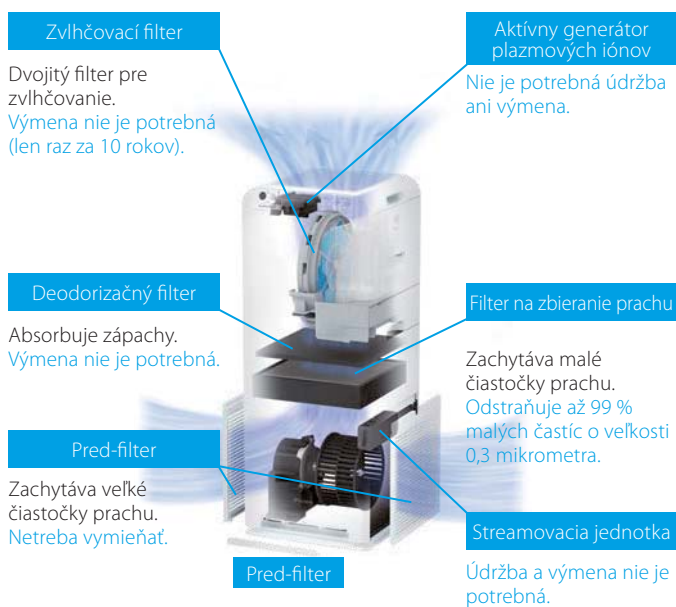 Zvlhčovací filter
Dvojitý filter pre
zvlhčovanie.
Výmena nie je potrebná
(len raz za 10 rokov).
Aktívny generátor
plazmových iónov
Nie je potrebná údržba
ani výmena.
Deodorizačný filter
Absorbuje zápachy.
Výmena nie je potrebná.
Filter na zbieranie prachu
Zachytáva malé
čiastočky prachu.
Odstraňuje až 99 %
malých častíc o veľkosti
0,3 mikrometra.
Pred-filter
Zachytáva veľké
čiastočky prachu.
Netreba vymieňať.
Pred-filter
Streamovacia jednotka
Údržba a výmena nie je
potrebná.